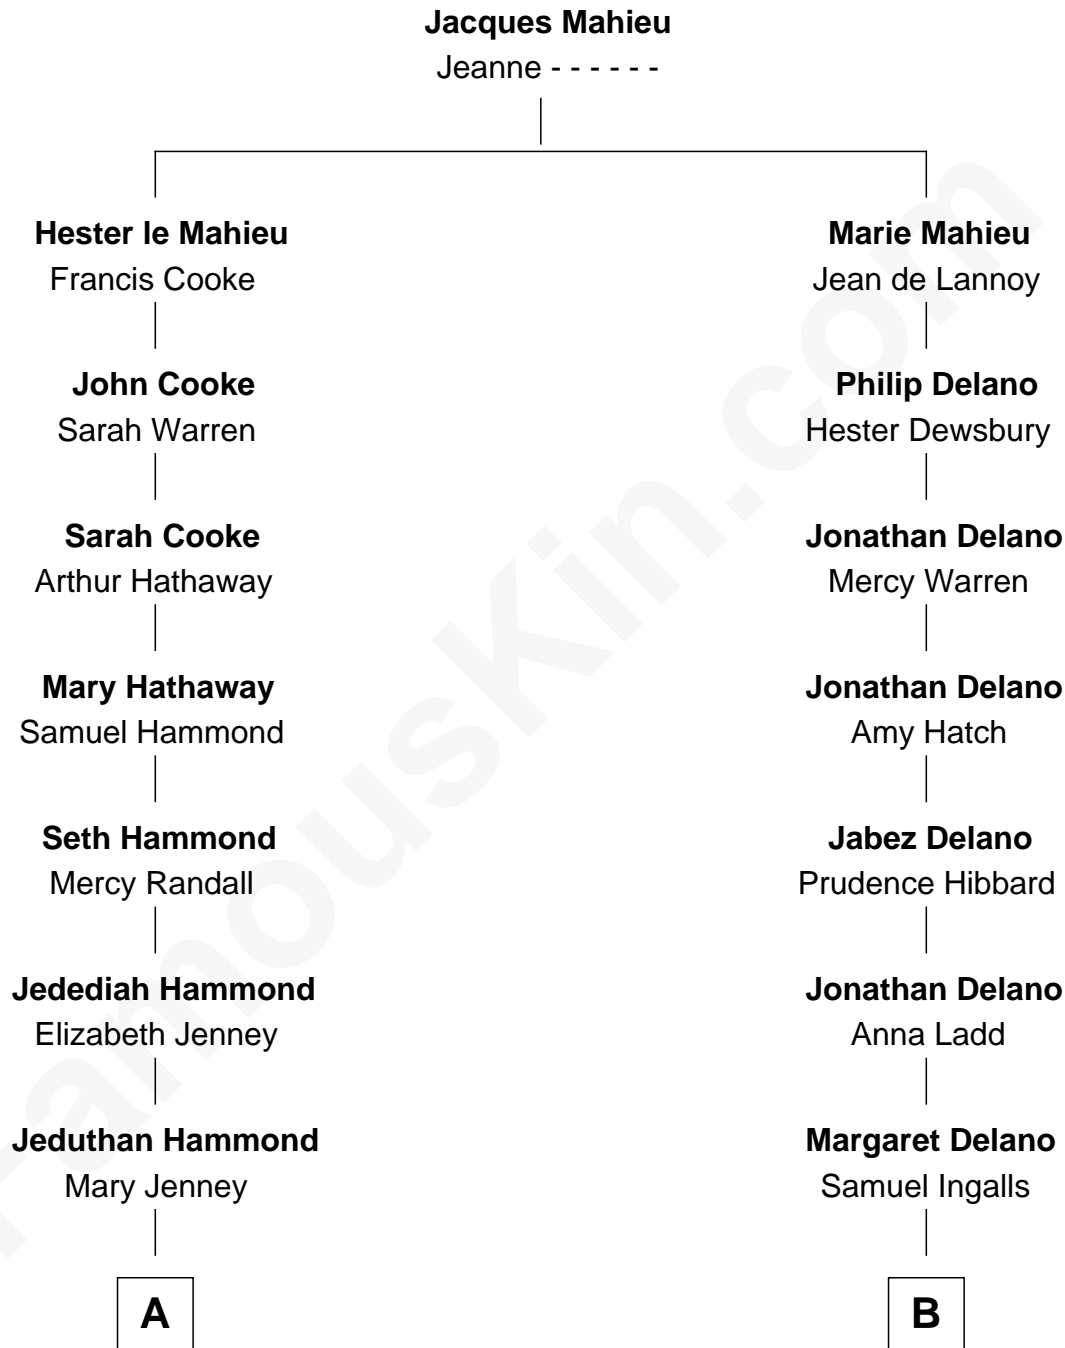 Jacques Mahieu
Jeanne - - - - - -
Hester le Mahieu
Francis Cooke
John Cooke
Sarah Warren
Sarah Cooke
Arthur Hathaway
Mary Hathaway
Samuel Hammond
Seth Hammond
Mercy Randall
Jedediah Hammond
Elizabeth Jenney
Jeduthan Hammond
Mary Jenney
A
Marie Mahieu
Jean de Lannoy
Philip Delano
Hester Dewsbury
Jonathan Delano
Mercy Warren
Jonathan Delano
Amy Hatch
Jabez Delano
Prudence Hibbard
Jonathan Delano
Anna Ladd
Margaret Delano
Samuel Ingalls
B
FamousKin.com